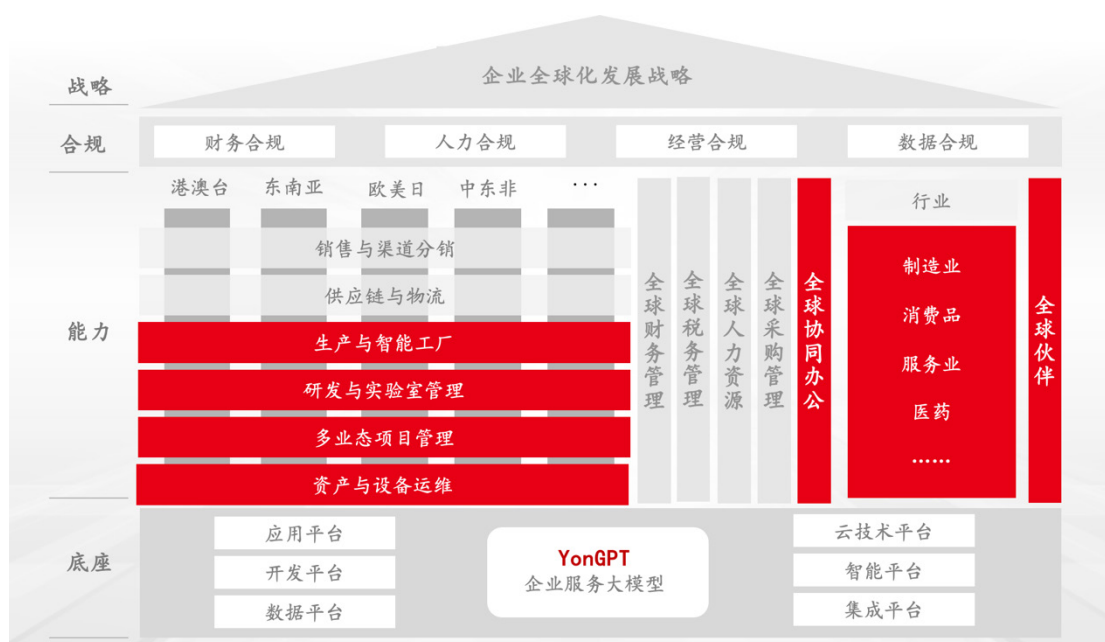 战略
企业全球化发展战略
合规
财务合规
人力合规
经营合规
数据合规
能力
港澳台
东南亚
欧美日
中东非
...
销售与渠道分销
供应链与物流
生产与智能工厂
研发与实验室管理
多业态项目管理
资产与设备运维
全球财务管理
全球税务管理
全球人力资源
全球采购管理
全球协同办公
行业
制造业
消费品
服务业
医药
......
全球伙伴
底座
应用平台
开发平台
数据平台
YonGPT
企业服务大模型
云技术平台
智能平台
集成平台